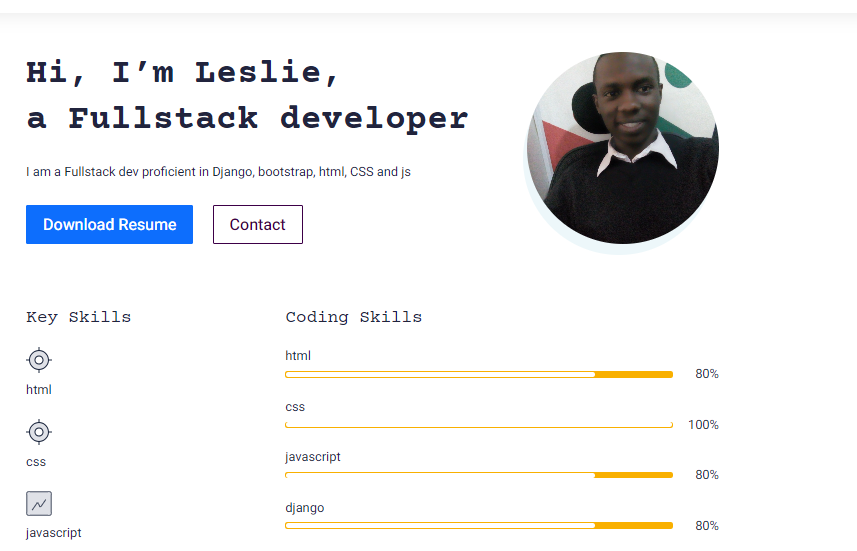 Hi, I’m Leslie,
a Fullstack developer
I am a Fullstack dev proficient in Django, bootstrap, html, CSS and js
Download Resume
Contact
Key Skills
html
css
javascript
Coding Skills
html
80%
css
100%
javascript
80%
django
80%